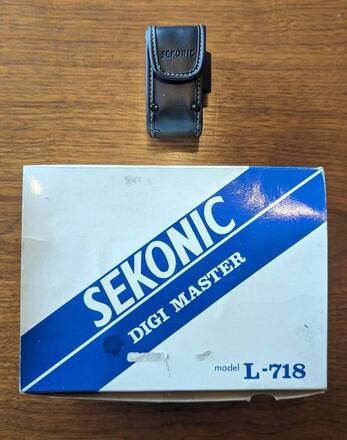 SEKONIC
SEKONIC
DIGI MASTER
model L-718